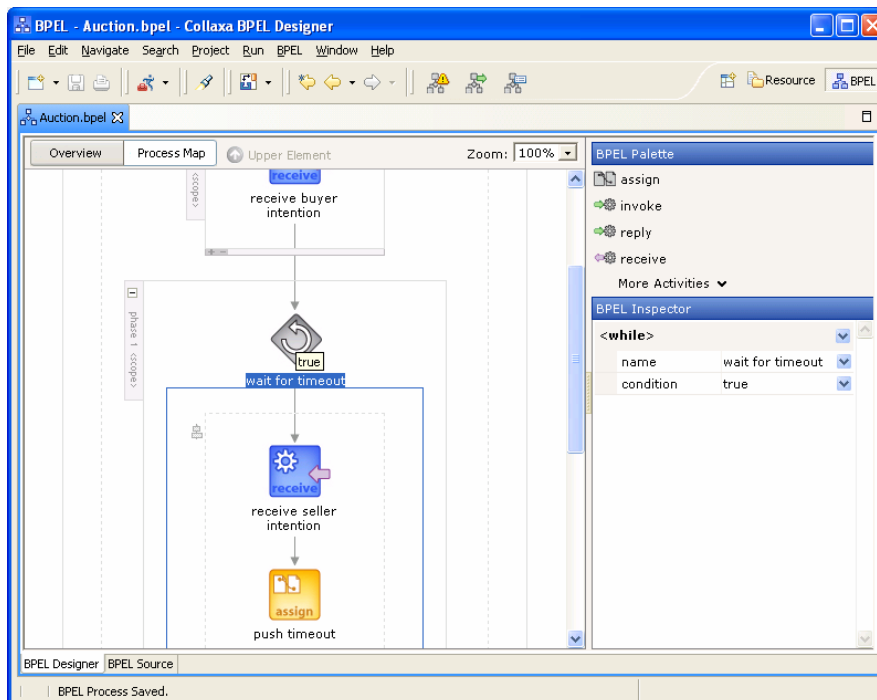 BPEL - Auction.bpel - Collaxa BPEL Designer
File Edit Navigate Search Project Run BPEL Window Help
Resource BPEL
Auction.bpel
Overview Process Map Upper Element Zoom: 100%
<scope>
receive
receive buyer
intention
phase 1 <scope>
true
wait for timeout
receive
receive seller
intention
assign
push timeout
BPEL Palette
assign
invoke
reply
receive
More Activities
BPEL Inspector
<while>
name wait for timeout
condition true
BPEL Designer BPEL Source
BPEL Process Saved.